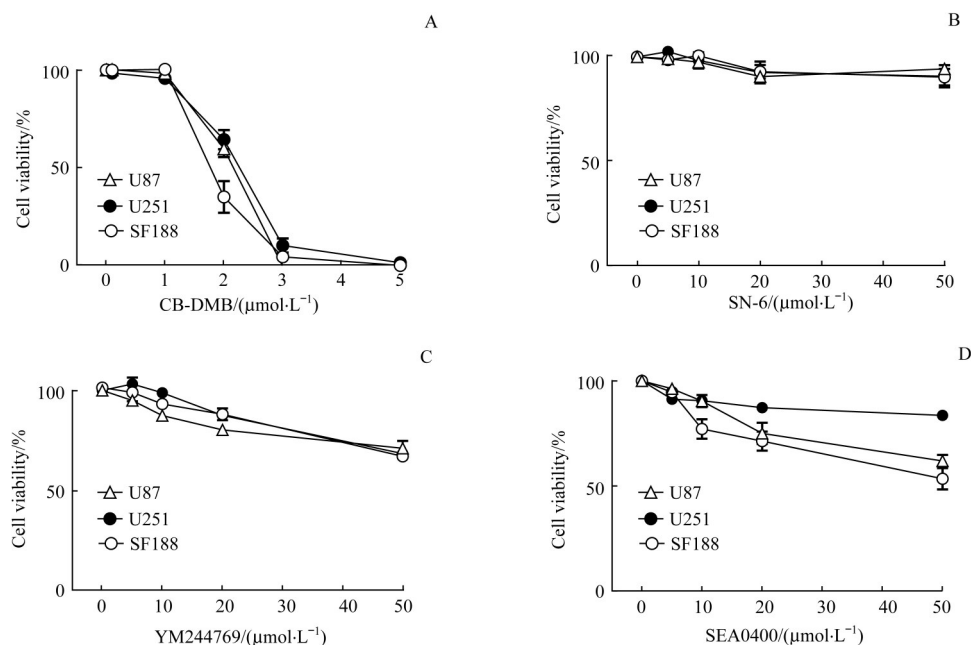 A
100
50
0
Cell viability/%
U87
U251
SF188
0 1 2 3 4 5
CB-DMB/(μmol·L⁻¹)
B
100
50
0
Cell viability/%
U87
U251
SF188
0 10 20 30 40 50
SN-6/(μmol·L⁻¹)
C
100
50
0
Cell viability/%
U87
U251
SF188
0 10 20 30 40 50
YM244769/(μmol·L⁻¹)
D
100
50
0
Cell viability/%
U87
U251
SF188
0 10 20 30 40 50
SEA0400/(μmol·L⁻¹)